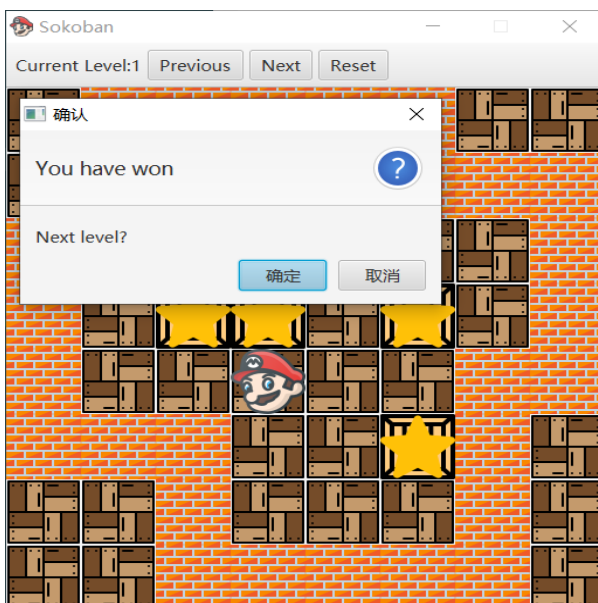 Sokoban
Current Level:1 Previous Next Reset
确认
You have won
?
Next level?
确定 取消
M